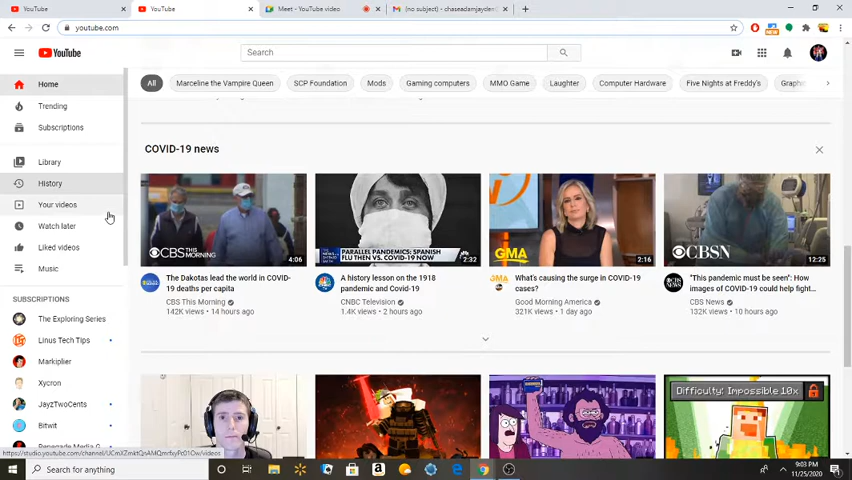 YouTube
YouTube
Meet - YouTube video
(no subject) - chaseadamjayden
youtube.com
YouTube
Search
Home
Trending
Subscriptions
Library
History
Your videos
Watch later
Liked videos
Music
SUBSCRIPTIONS
The Exploring Series
Linus Tech Tips
Markiplier
Xycron
JayzTwoCents
Bitwit
Renegade Media G
All
Marceline the Vampire Queen
SCP Foundation
Mods
Gaming computers
MMO Game
Laughter
Computer Hardware
Five Nights at Freddy's
Graphic
COVID-19 news
CBS THIS MORNING
4:06
The Dakotas lead the world in COVID-
19 deaths per capita
CBS This Morning
142K views • 14 hours ago
PARALLEL PANDEMICS: SPANISH
FLU THEN VS. COVID-19 NOW
2:32
A history lesson on the 1918
pandemic and Covid-19
CNBC Television
1.4K views • 2 hours ago
GMA
2:16
What's causing the surge in COVID-19
cases?
Good Morning America
321K views • 1 day ago
CBSN
12:25
"This pandemic must be seen": How
images of COVID-19 could help fight...
CBS News
132K views • 10 hours ago
Difficulty: Impossible 10x
Search for anything
9:03 PM
11/25/2020